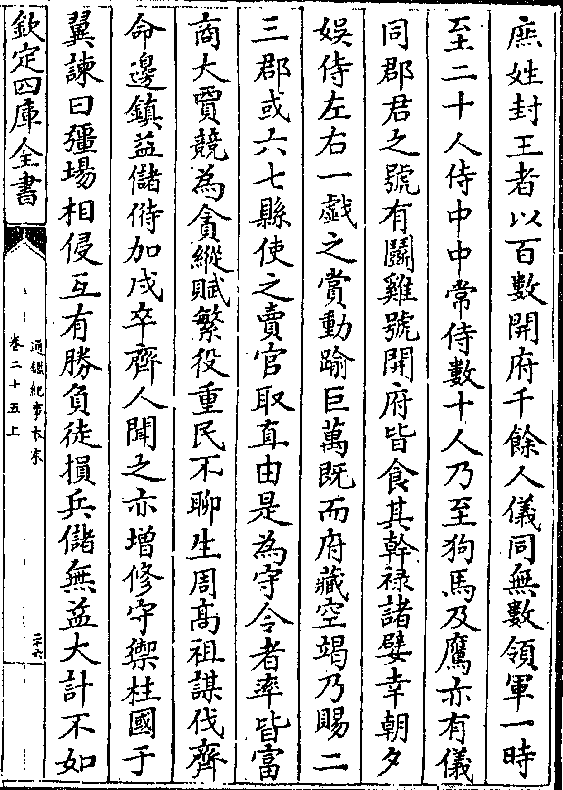 庶姓封王者以百數開府千餘人儀同無數領軍一時
至二十人侍中中常侍數十人乃至狗馬及鷹亦有儀
同郡君之號有鬭雞號開府皆食其幹禄諸嬖幸朝夕
娛侍左右一戲之賞動踰巨萬既而府藏空竭乃賜二
三郡或六七縣使之賣官取直由是為守令者率皆富
商大賈競為貪縱賦繁役重民不聊生周髙祖謀伐齊
命邊鎮益儲偫加戍卒齊人聞之亦增修守禦柱國于
翼諫曰疆埸相侵互有勝負徒損兵儲無益大計不如
欽定四庫全書
通鑑紀事本末
卷二十五上
二十六